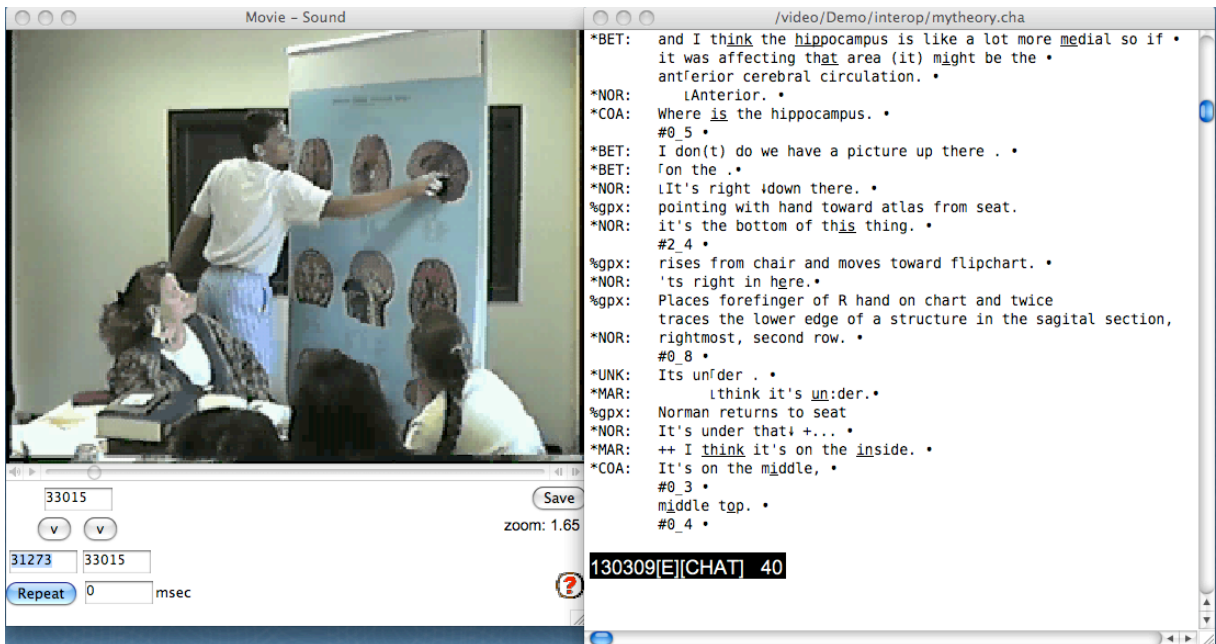 Movie – Sound
33015
Save
v v
zoom: 1.65
31273 33015
Repeat 0 msec
?
/video/Demo/interop/mytheory.cha
*BET: and I think the hippocampus is like a lot more medial so if •
it was affecting that area (it) might be the •
ant⌈erior cerebral circulation. •
*NOR: ⌊Anterior. •
*COA: Where is the hippocampus. •
#0_5 •
*BET: I don(t) do we have a picture up there . •
*BET: ⌈on the .•
*NOR: ⌊It's right ↓down there. •
%gpx: pointing with hand toward atlas from seat.
*NOR: it's the bottom of this thing. •
#2_4 •
%gpx: rises from chair and moves toward flipchart. •
*NOR: 'ts right in here.•
%gpx: Places forefinger of R hand on chart and twice
traces the lower edge of a structure in the sagital section,
*NOR: rightmost, second row. •
#0_8 •
*UNK: Its un⌈der . •
*MAR: ⌊think it's un:der.•
%gpx: Norman returns to seat
*NOR: It's under that↓ +... •
*MAR: ++ I think it's on the inside. •
*COA: It's on the middle, •
#0_3 •
middle top. •
#0_4 •
130309[E][CHAT] 40